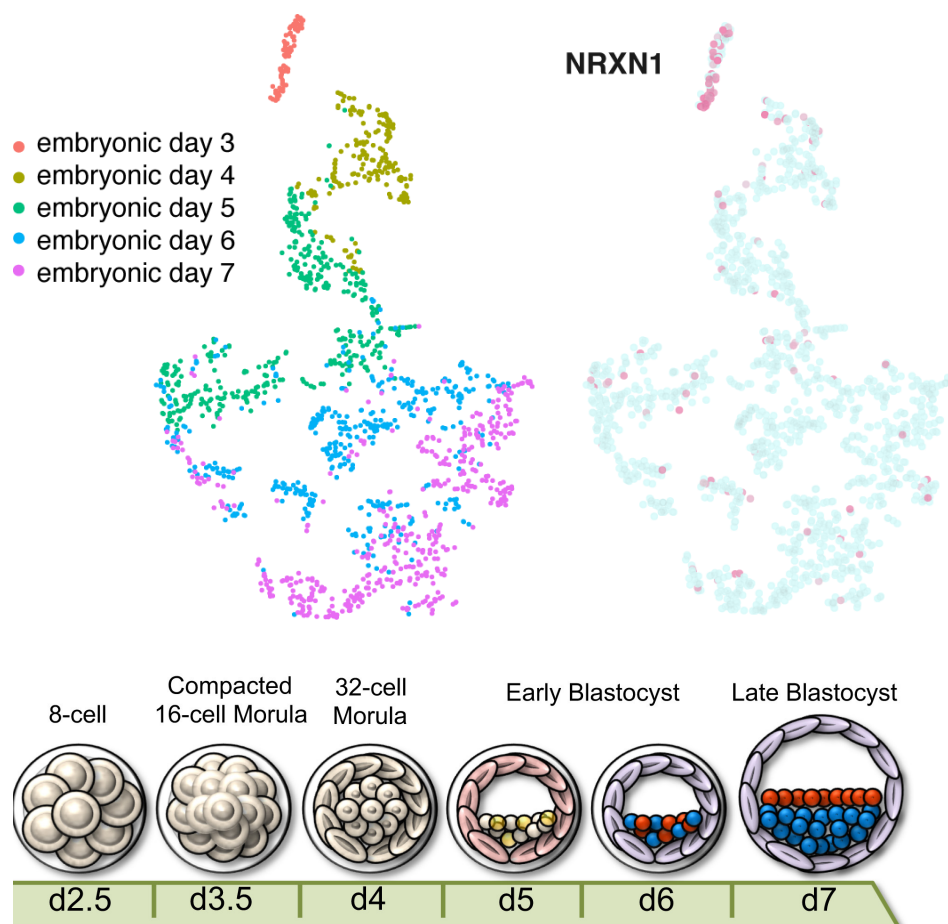 NRXN1
embryonic day 3
embryonic day 4
embryonic day 5
embryonic day 6
embryonic day 7
8-cell
Compacted
16-cell Morula
32-cell
Morula
Early Blastocyst
Late Blastocyst
d2.5
d3.5
d4
d5
d6
d7